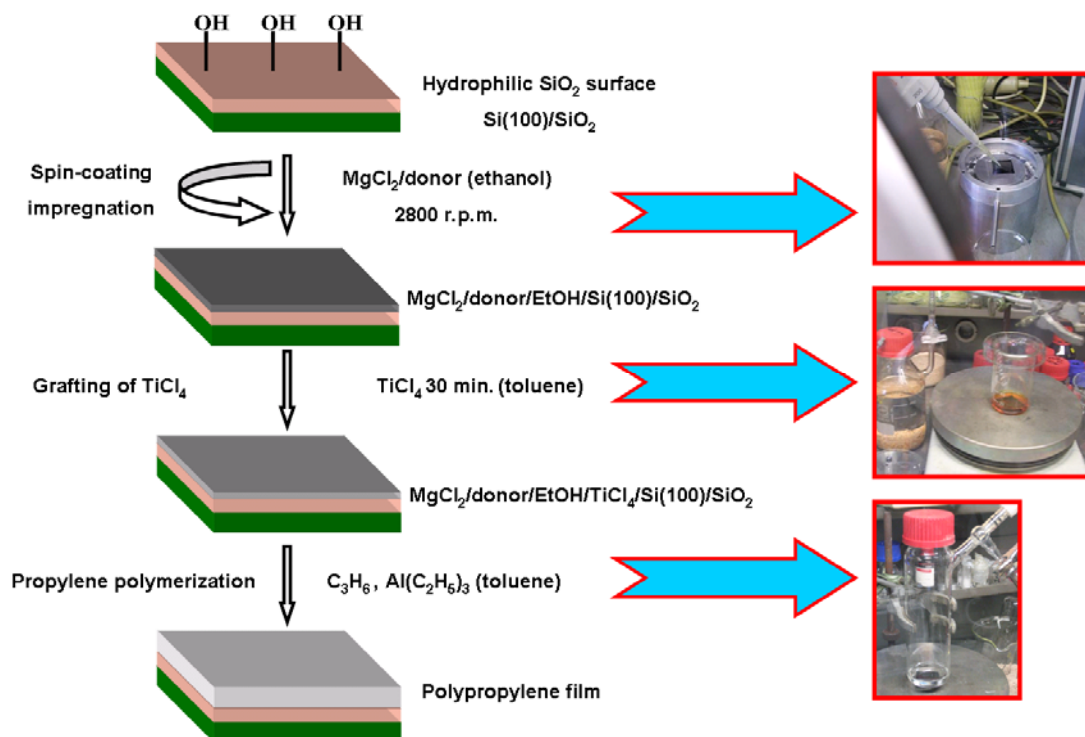 OH OH OH
Hydrophilic SiO₂ surface
Si(100)/SiO₂
Spin-coating
impregnation
MgCl₂/donor (ethanol)
2800 r.p.m.
MgCl₂/donor/EtOH/Si(100)/SiO₂
Grafting of TiCl₄
TiCl₄ 30 min. (toluene)
MgCl₂/donor/EtOH/TiCl₄/Si(100)/SiO₂
Propylene polymerization
C₃H₆ , Al(C₂H₅)₃ (toluene)
Polypropylene film